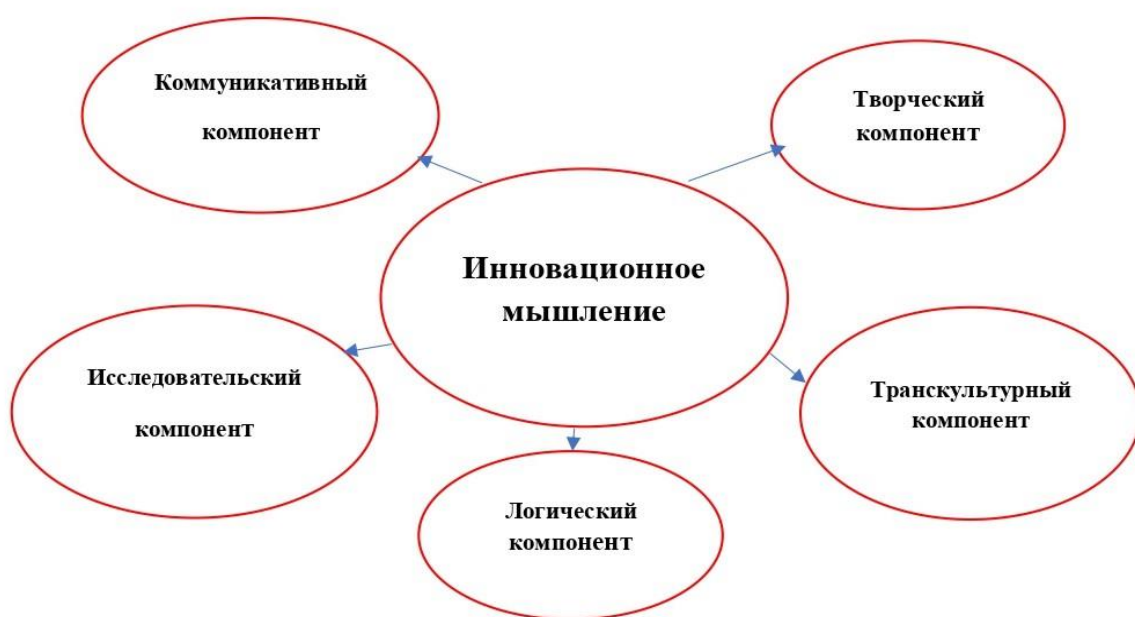 Коммуникативный
компонент
Творческий
компонент
Инновационное
мышление
Исследовательский
компонент
Транскультурный
компонент
Логический
компонент